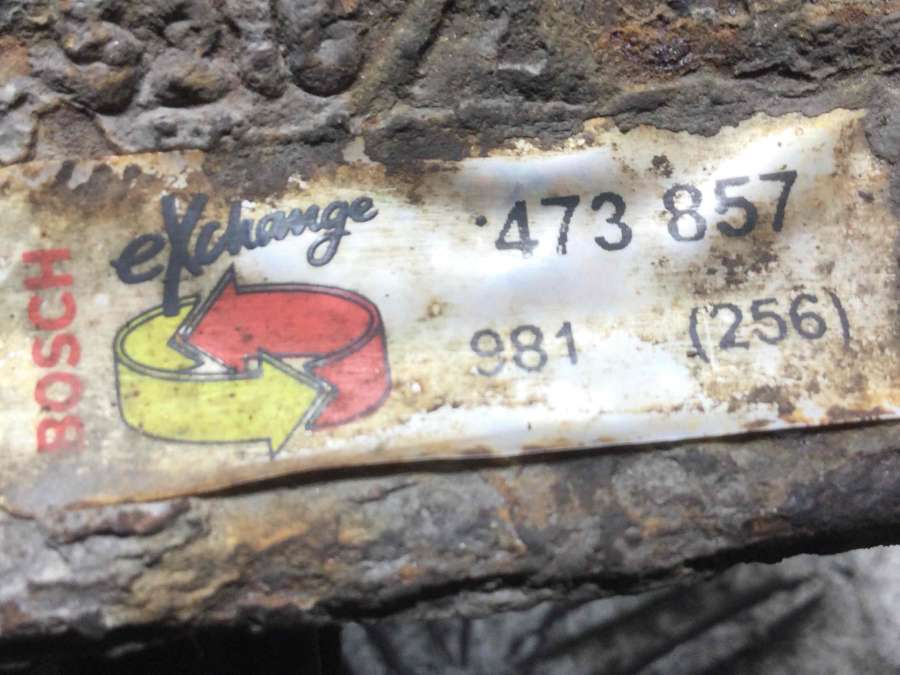 BOSCH
eXchange
473 857
981 (256)